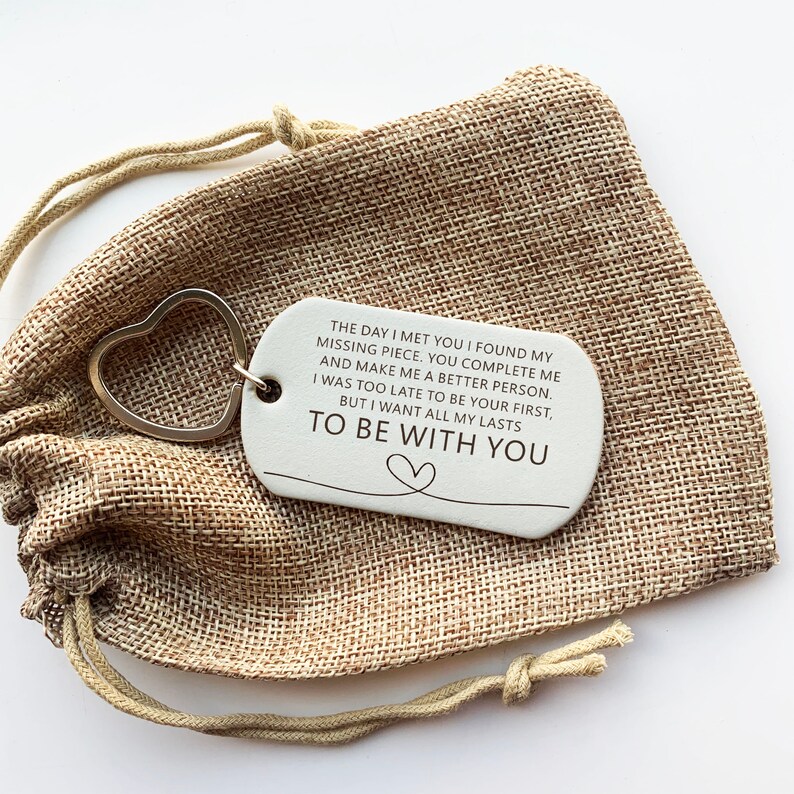 THE DAY I MET YOU I FOUND MY
MISSING PIECE. YOU COMPLETE ME
AND MAKE ME A BETTER PERSON.
I WAS TOO LATE TO BE YOUR FIRST,
BUT I WANT ALL MY LASTS
TO BE WITH YOU